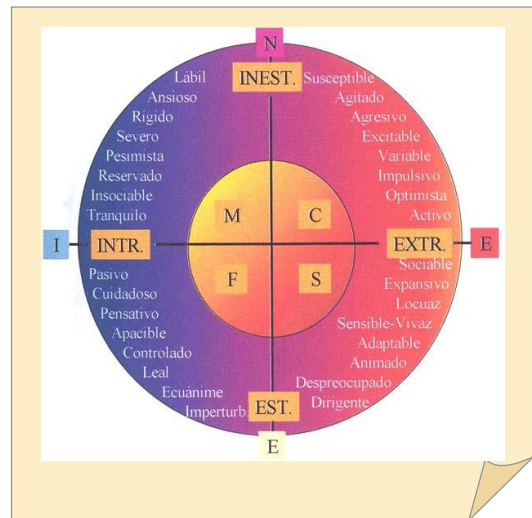 N
INEST.
Lábil
Ansioso
Rigido
Severo
Pesimista
Reservado
Insociable
Tranquilo
Susceptible
Agitado
Agresivo
Excitable
Variable
Impulsivo
Optimista
Activo
M
C
I
INTR.
EXTR.
E
F
S
Pasivo
Cuidadoso
Pensativo
Apacible
Controlado
Leal
Ecuánime
Imperturb.
Sociable
Expansivo
Locuaz
Sensible-Vivaz
Adaptable
Animado
Despreocupado
Dirigente
EST.
E